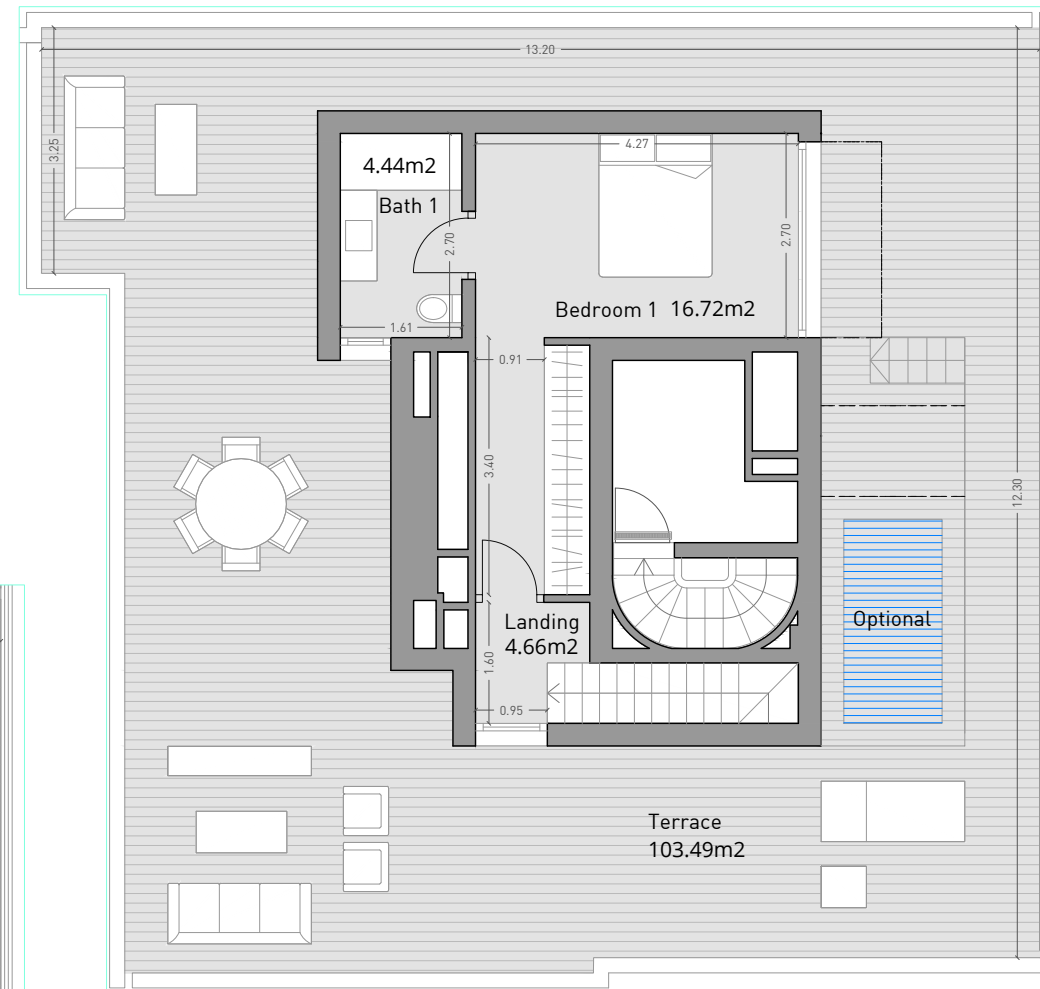 13.20
3.25
4.27
4.44m2
Bath 1
2.70
2.70
Bedroom 1 16.72m2
1.61
0.91
3.40
12.30
Landing
4.66m2
Optional
1.60
0.95
Terrace
103.49m2